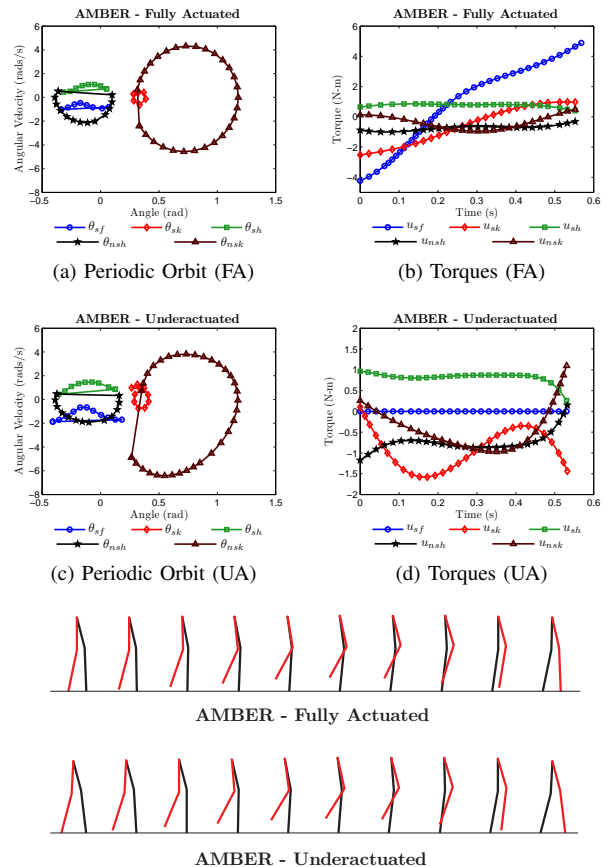 AMBER - Fully Actuated
Angular Velocity (rads/s)
6
4
2
0
−2
−4
−6
−8
−0.5
0
0.5
1
1.5
Angle (rad)
θsf
θsk
θsh
θnsh
θnsk
(a) Periodic Orbit (FA)
AMBER - Fully Actuated
Torque (N-m)
6
4
2
0
−2
−4
0
0.1
0.2
0.3
0.4
0.5
0.6
Time (s)
usf
usk
ush
unsh
unsk
(b) Torques (FA)
AMBER - Underactuated
Angular Velocity (rads/s)
6
4
2
0
−2
−4
−6
−8
−0.5
0
0.5
1
1.5
Angle (rad)
θsf
θsk
θsh
θnsh
θnsk
(c) Periodic Orbit (UA)
AMBER - Underactuated
Torque (N-m)
2
1.5
1
0.5
0
−0.5
−1
−1.5
−2
0
0.1
0.2
0.3
0.4
0.5
0.6
Time (s)
usf
usk
ush
unsh
unsk
(d) Torques (UA)
AMBER - Fully Actuated
AMBER - Underactuated